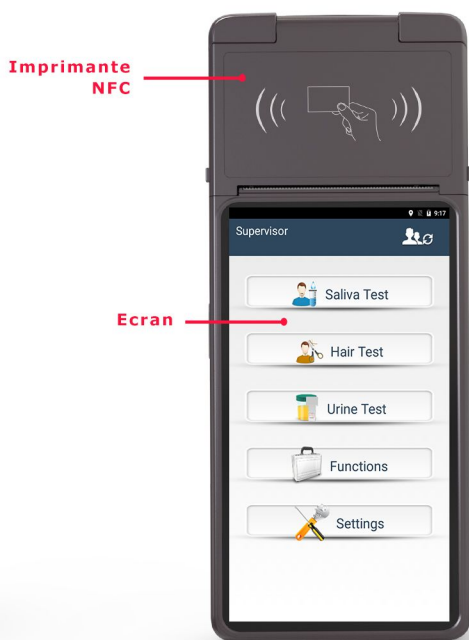 Imprimante
NFC
9:17
Supervisor
Saliva Test
Ecran
Hair Test
Urine Test
Functions
Settings